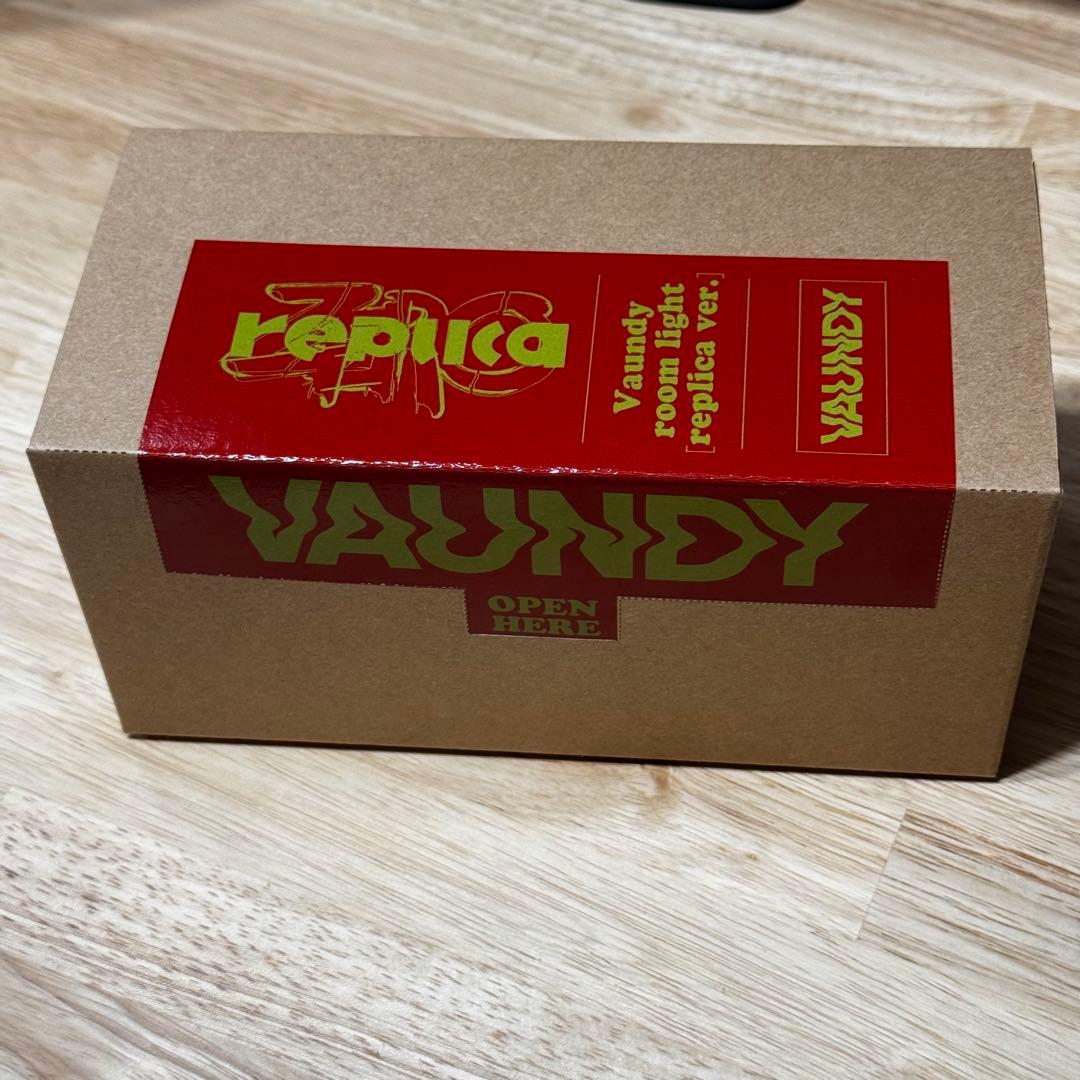 replica
Vaundy
room light
[replica ver.]
VAUNDY
VAUNDY
OPEN
HERE